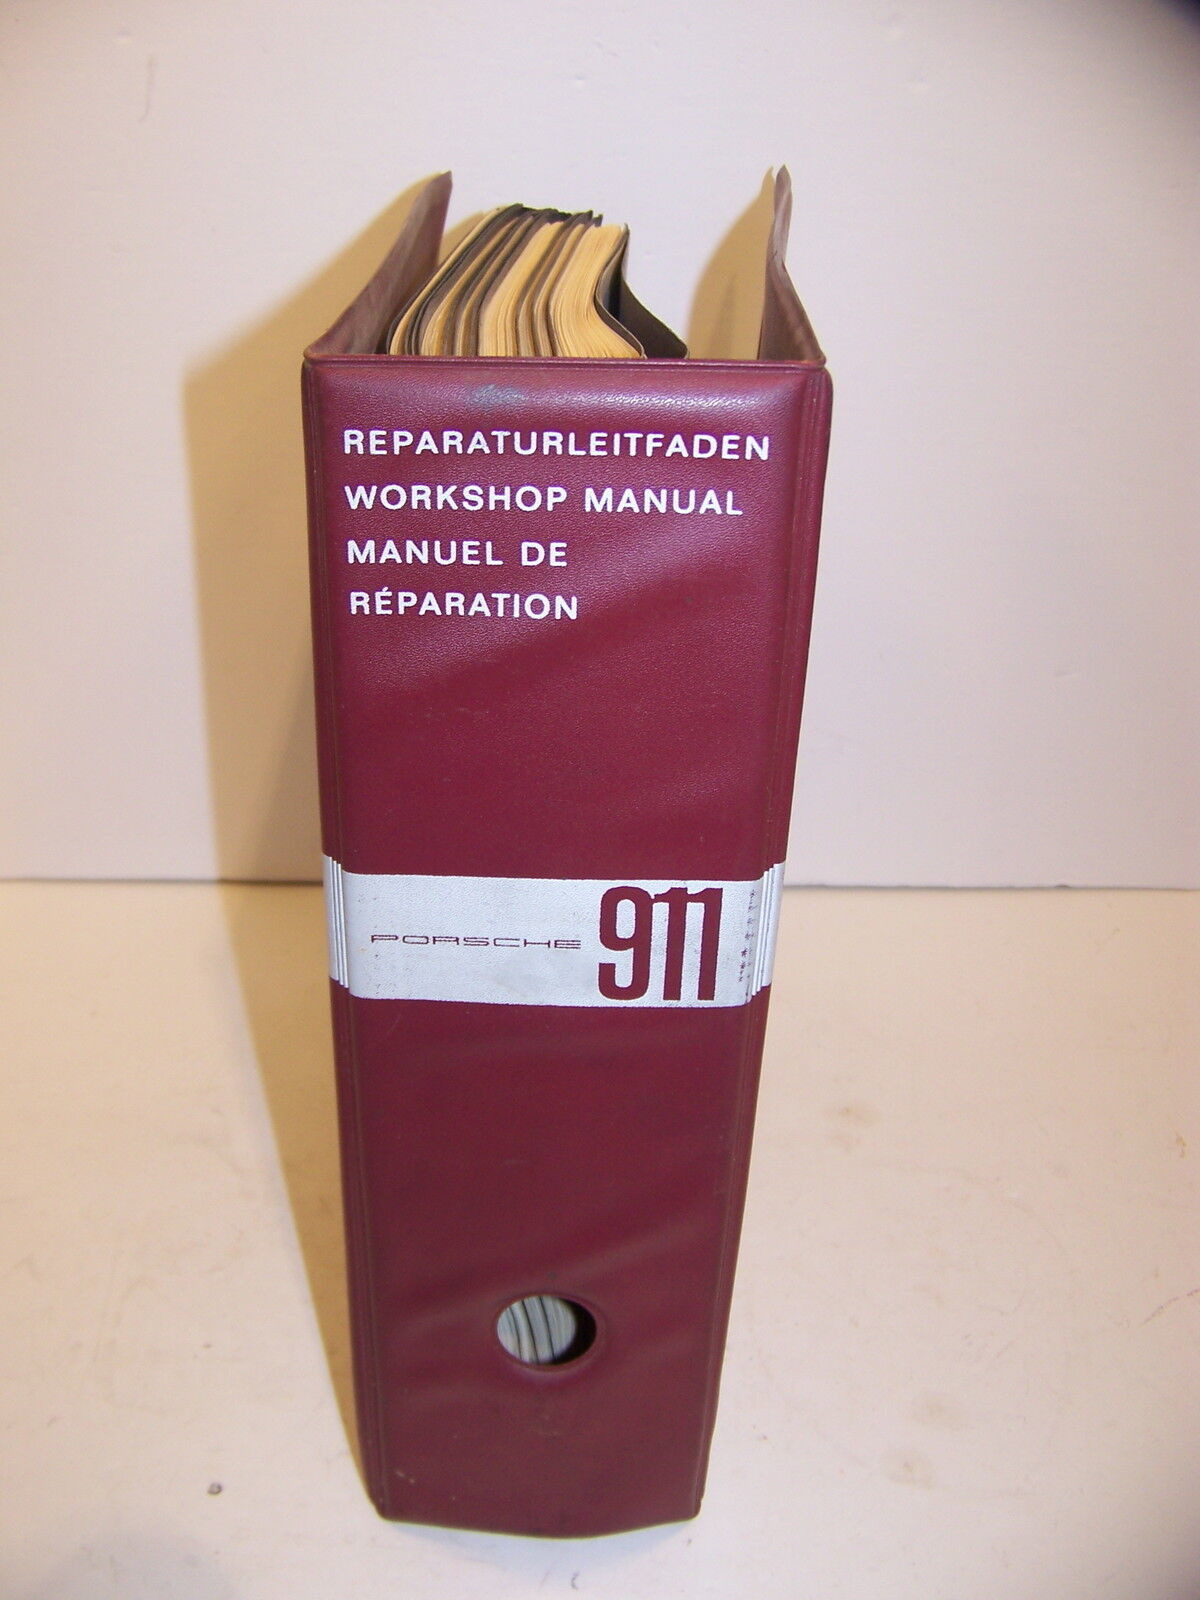 REPARATURLEITFADEN
WORKSHOP MANUAL
MANUEL DE
RÉPARATION
PORSCHE 911